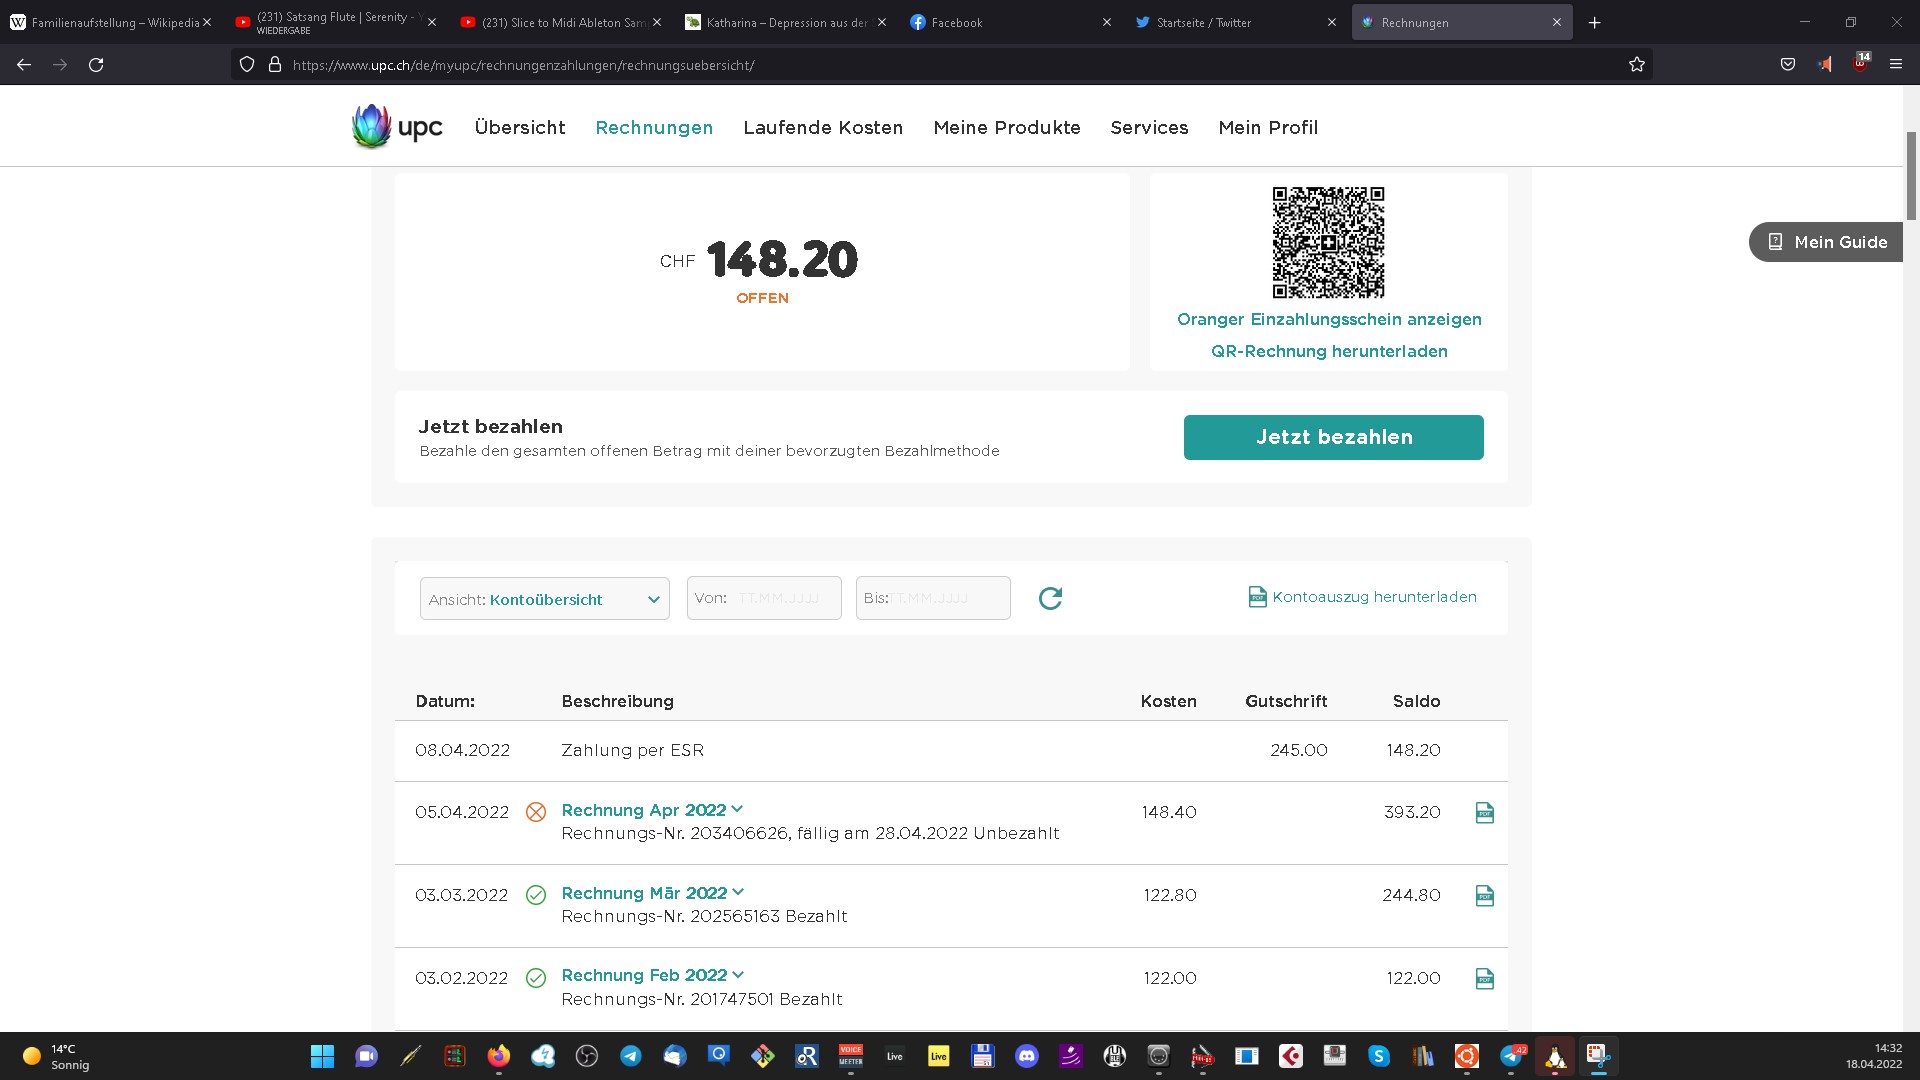 Familienaufstellung – Wikipedia
(231) Satsang Flute | Serenity -
WIEDERGABE
(231) Slice to Midi Ableton Sam
Katharina – Depression aus der
Facebook
Startseite / Twitter
Rechnungen
https://www.upc.ch/de/myupc/rechnungenzahlungen/rechnungsuebersicht/
14
upc
Übersicht
Rechnungen
Laufende Kosten
Meine Produkte
Services
Mein Profil
Mein Guide
CHF 148.20
OFFEN
Oranger Einzahlungsschein anzeigen
QR-Rechnung herunterladen
Jetzt bezahlen
Bezahle den gesamten offenen Betrag mit deiner bevorzugten Bezahlmethode
Jetzt bezahlen
Ansicht: Kontoübersicht
Von: TT.MM.JJJJ
Bis: TT.MM.JJJJ
Kontoauszug herunterladen
Datum: Beschreibung Kosten Gutschrift Saldo
08.04.2022 Zahlung per ESR 245.00 148.20
05.04.2022 Rechnung Apr 2022 148.40 393.20
Rechnungs-Nr. 203406626, fällig am 28.04.2022 Unbezahlt
03.03.2022 Rechnung Mär 2022 122.80 244.80
Rechnungs-Nr. 202565163 Bezahlt
03.02.2022 Rechnung Feb 2022 122.00 122.00
Rechnungs-Nr. 201747501 Bezahlt
14°C
Sonnig
VOICE
MEETER
Live
Live
42
14:32
18.04.2022